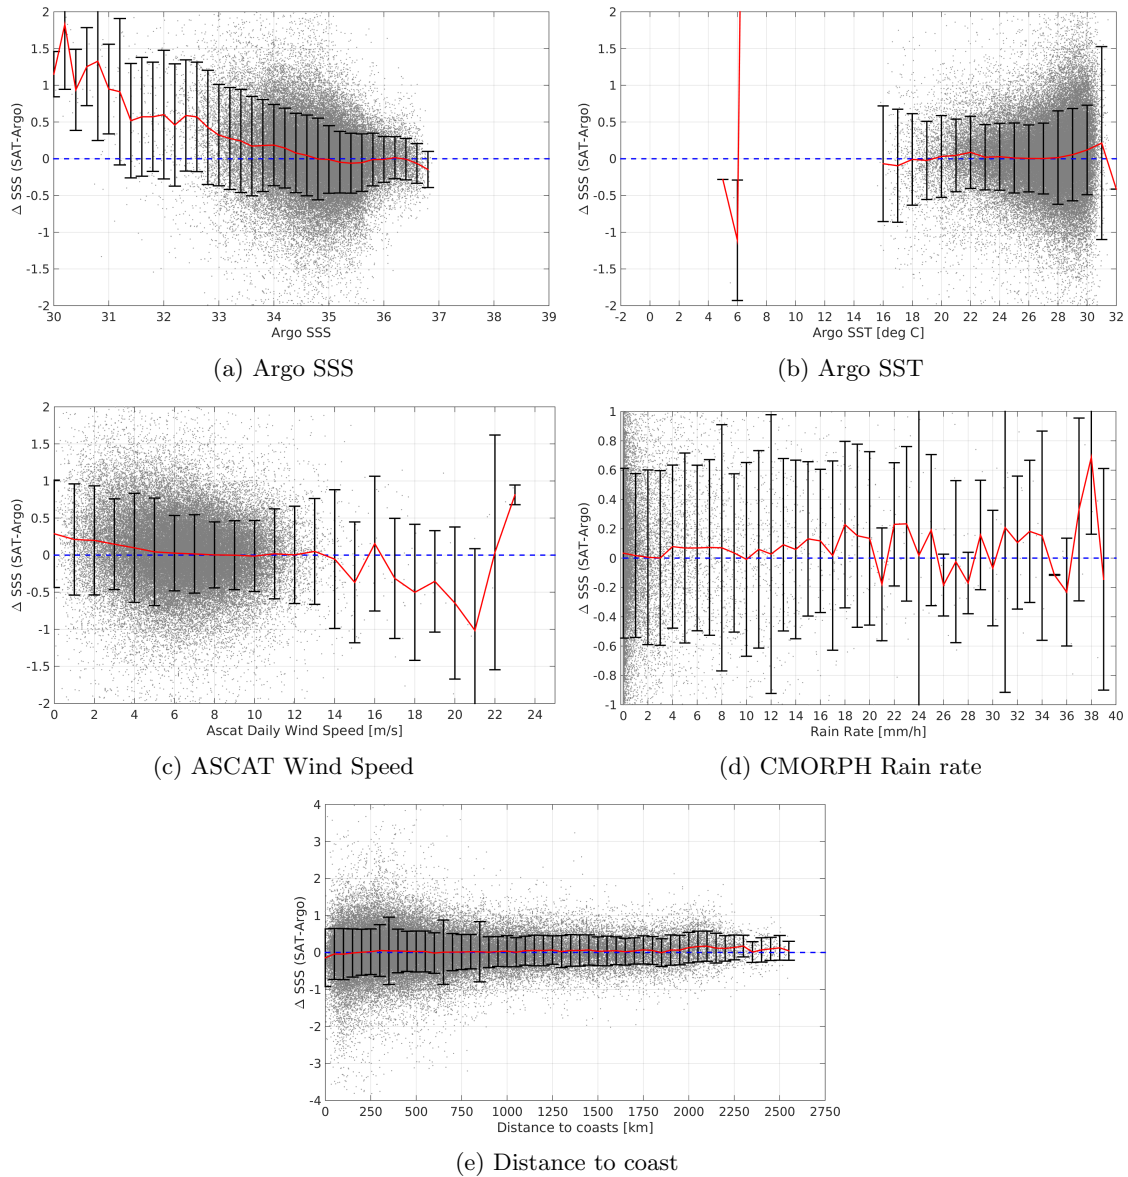 2
1.5
1
0.5
0
-0.5
-1
-1.5
-2
Δ SSS (SAT-Argo)
30 31 32 33 34 35 36 37 38 39
Argo SSS
(a) Argo SSS
2
1.5
1
0.5
0
-0.5
-1
-1.5
-2
Δ SSS (SAT-Argo)
-2 0 2 4 6 8 10 12 14 16 18 20 22 24 26 28 30 32
Argo SST [deg C]
(b) Argo SST
2
1.5
1
0.5
0
-0.5
-1
-1.5
-2
Δ SSS (SAT-Argo)
0 2 4 6 8 10 12 14 16 18 20 22 24
Ascat Daily Wind Speed [m/s]
(c) ASCAT Wind Speed
1
0.8
0.6
0.4
0.2
0
-0.2
-0.4
-0.6
-0.8
-1
Δ SSS (SAT-Argo)
0 2 4 6 8 10 12 14 16 18 20 22 24 26 28 30 32 34 36 38 40
Rain Rate [mm/h]
(d) CMORPH Rain rate
4
3
2
1
0
-1
-2
-3
-4
Δ SSS (SAT-Argo)
0 250 500 750 1000 1250 1500 1750 2000 2250 2500 2750
Distance to coasts [km]
(e) Distance to coast